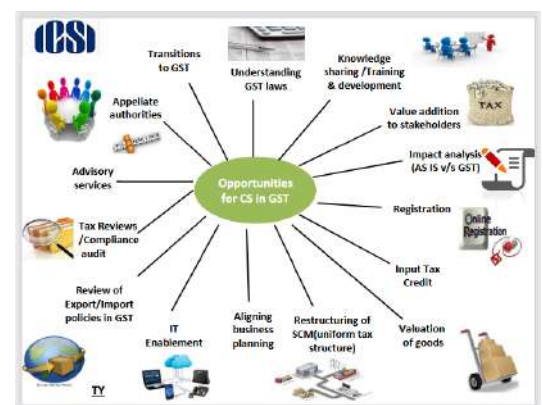 ICSI
Transitions
to GST
Understanding
GST laws
Knowledge
sharing /Training
& development
Appellate
authorities
Value addition
to stakeholders
TAX
Advisory
services
Opportunities
for CS in GST
Impact analysis
(AS IS v/s GST)
Registration
Online
Registration
Tax Reviews
/Compliance
audit
Input Tax
Credit
Review of
Export/Import
policies in GST
IT
Enablement
Aligning
business
planning
Restructuring of
SCM(uniform tax
structure)
Valuation
of goods
TY